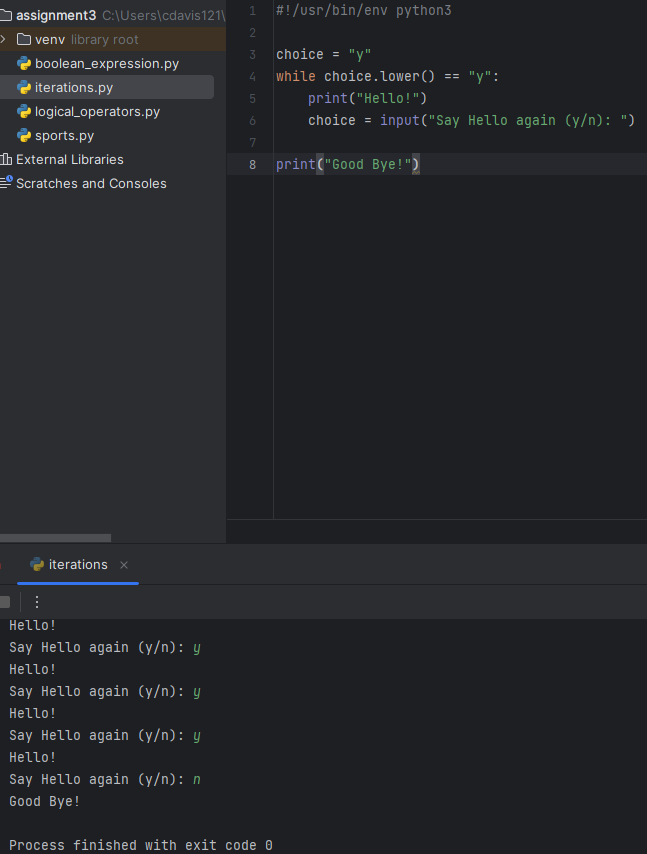 assignment3 C:\Users\cdavis121\
venv library root
boolean_expression.py
iterations.py
logical_operators.py
sports.py
External Libraries
Scratches and Consoles
1 #!/usr/bin/env python3
2
3 choice = "y"
4 while choice.lower() == "y":
5     print("Hello!")
6     choice = input("Say Hello again (y/n): ")
7
8 print("Good Bye!")
iterations
Hello!
Say Hello again (y/n): y
Hello!
Say Hello again (y/n): y
Hello!
Say Hello again (y/n): y
Hello!
Say Hello again (y/n): n
Good Bye!
Process finished with exit code 0